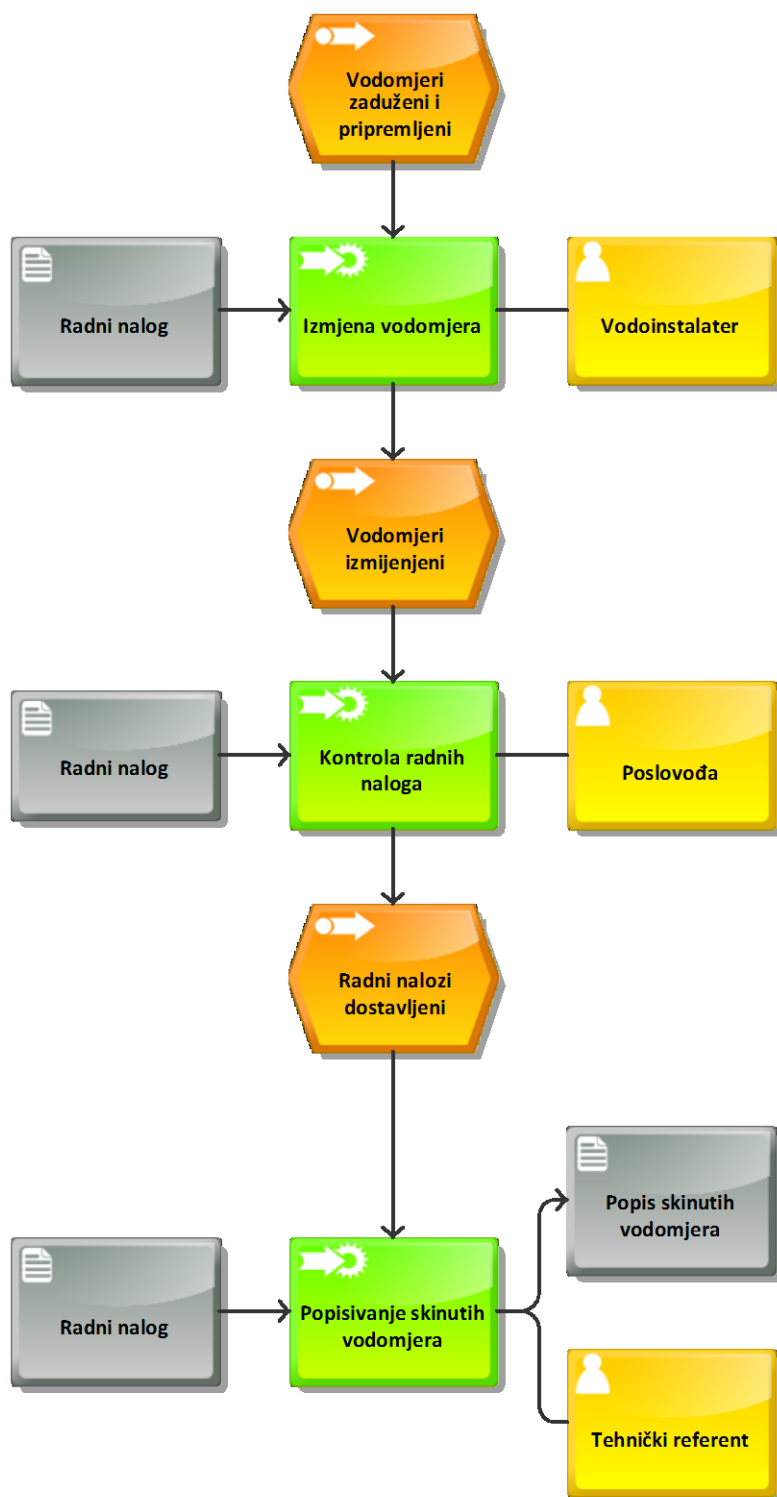 Vodomjeri
zaduženi i
pripremljeni
Radni nalog
Izmjena vodomjera
Vodoinstalater
Vodomjeri
izmijenjeni
Radni nalog
Kontrola radnih
naloga
Poslovođa
Radni nalozi
dostavljeni
Popis skinutih
vodomjera
Radni nalog
Popisivanje skinutih
vodomjera
Tehnički referent